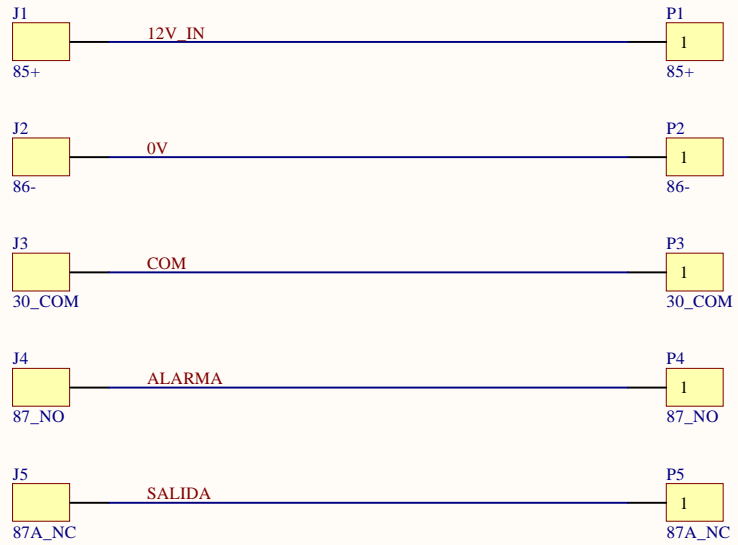 J1 P1
12V_IN
1
85+ 85+
J2 P2
0V
1
86- 86-
J3 P3
COM
1
30_COM 30_COM
J4 P4
ALARMA
1
87_NO 87_NO
J5 P5
SALIDA
1
87A_NC 87A_NC